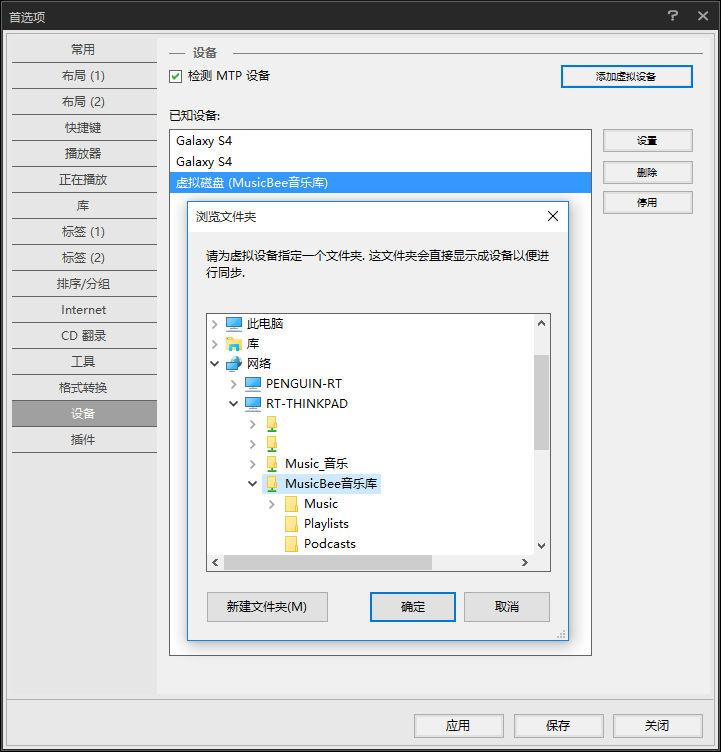 首选项
常用
布局 (1)
布局 (2)
快捷键
播放器
正在播放
库
标签 (1)
标签 (2)
排序/分组
Internet
CD 翻录
工具
格式转换
设备
插件
设备
检测 MTP 设备
添加虚拟设备
已知设备:
Galaxy S4
Galaxy S4
虚拟磁盘 (MusicBee音乐库)
设置
删除
停用
浏览文件夹
请为虚拟设备指定一个文件夹. 这文件夹会直接显示成设备以便进
行同步.
此电脑
库
网络
PENGUIN-RT
RT-THINKPAD
Music_音乐
MusicBee音乐库
Music
Playlists
Podcasts
新建文件夹(M)
确定
取消
应用
保存
关闭